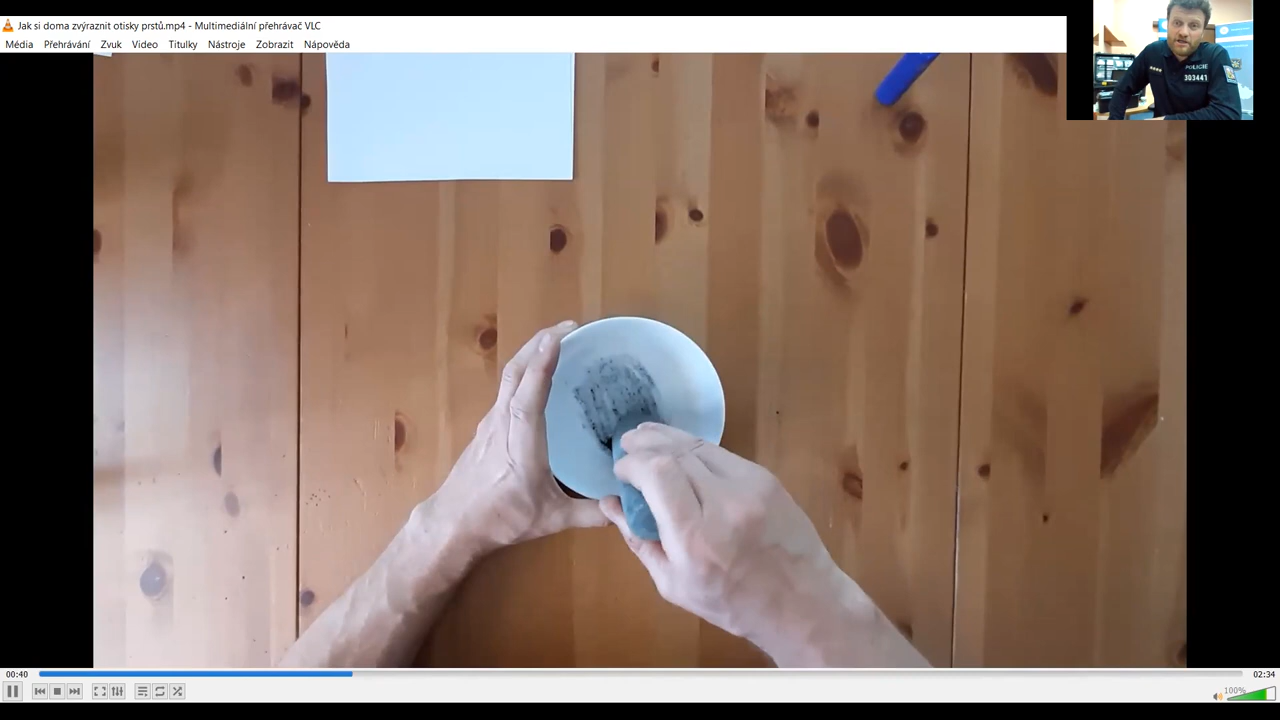 Jak si doma zvýraznit otisky prstů.mp4 - Multimediální přehrávač VLC
Média Přehrávání Zvuk Video Titulky Nástroje Zobrazit Nápověda
POLICIE
303441
00:40
02:34
100%